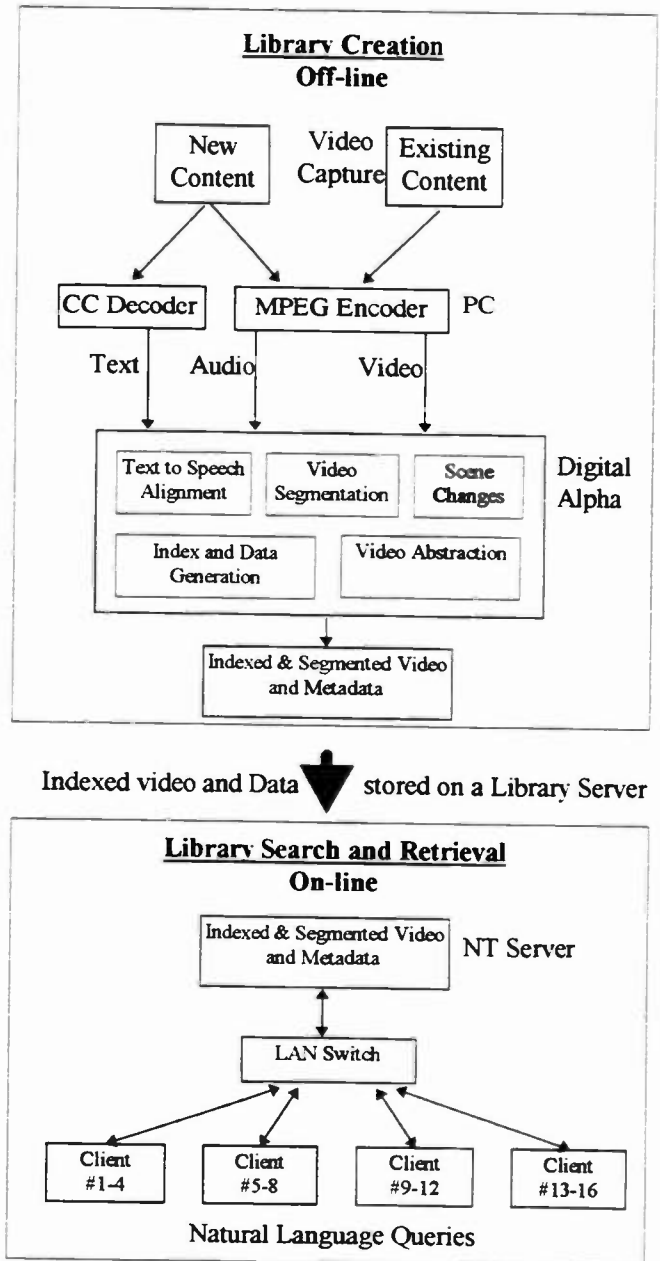 Library Creation
Off-line
New
Content
Video
Capture
Existing
Content
CC Decoder
MPEG Encoder
PC
Text
Audio
Video
Text to Speech
Alignment
Video
Segmentation
Scene
Changes
Digital
Alpha
Index and Data
Generation
Video Abstraction
Indexed & Segmented Video
and Metadata
Indexed video and Data
stored on a Library Server
Library Search and Retrieval
On-line
Indexed & Segmented Video
and Metadata
NT Server
LAN Switch
Client
#1-4
Client
#5-8
Client
#9-12
Client
#13-16
Natural Language Queries